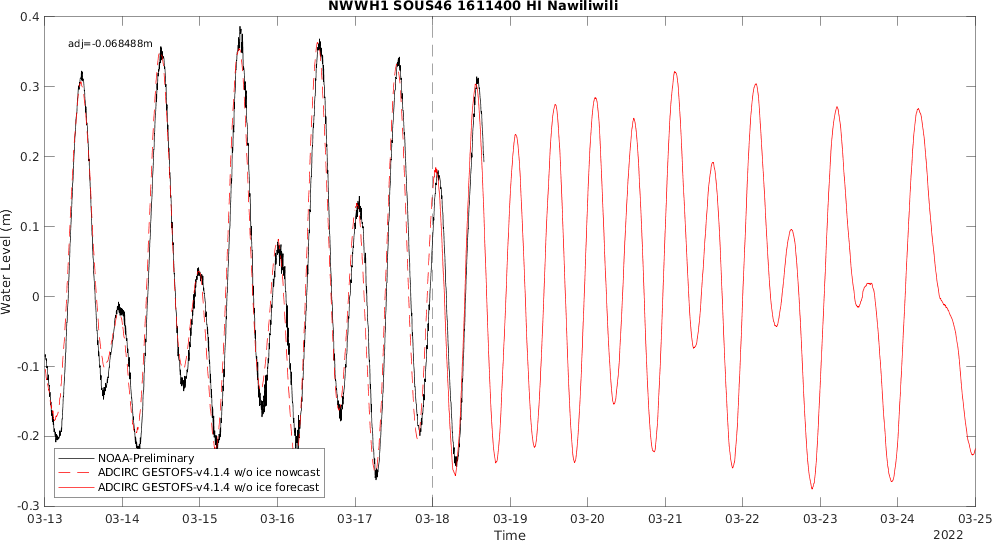 NWWH1 SOUS46 1611400 HI Nawiliwili
adj=-0.068488m
0.4
0.3
0.2
0.1
0
-0.1
-0.2
-0.3
Water Level (m)
NOAA-Preliminary
ADCIRC GESTOFS-v4.1.4 w/o ice nowcast
ADCIRC GESTOFS-v4.1.4 w/o ice forecast
03-13 03-14 03-15 03-16 03-17 03-18 03-19 03-20 03-21 03-22 03-23 03-24 03-25
Time
2022